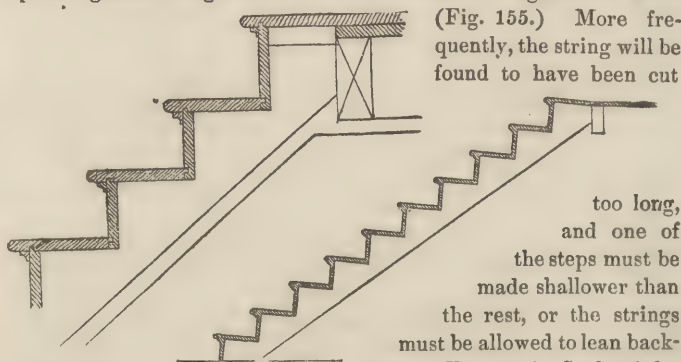 (Fig. 155.) More fre-
quently, the string will be
found to have been cut
too long,
and one of
the steps must be
made shallower than
the rest, or the strings
must be allowed to lean back-